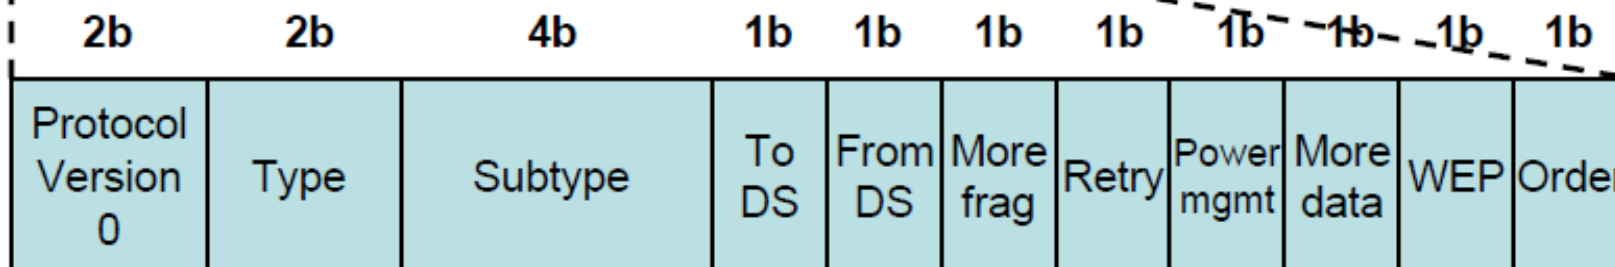 2b 2b 4b 1b 1b 1b 1b 1b 1b 1b 1b
Protocol Version 0
Type
Subtype
To DS
From DS
More frag
Retry
Power mgmt
More data
WEP
Order